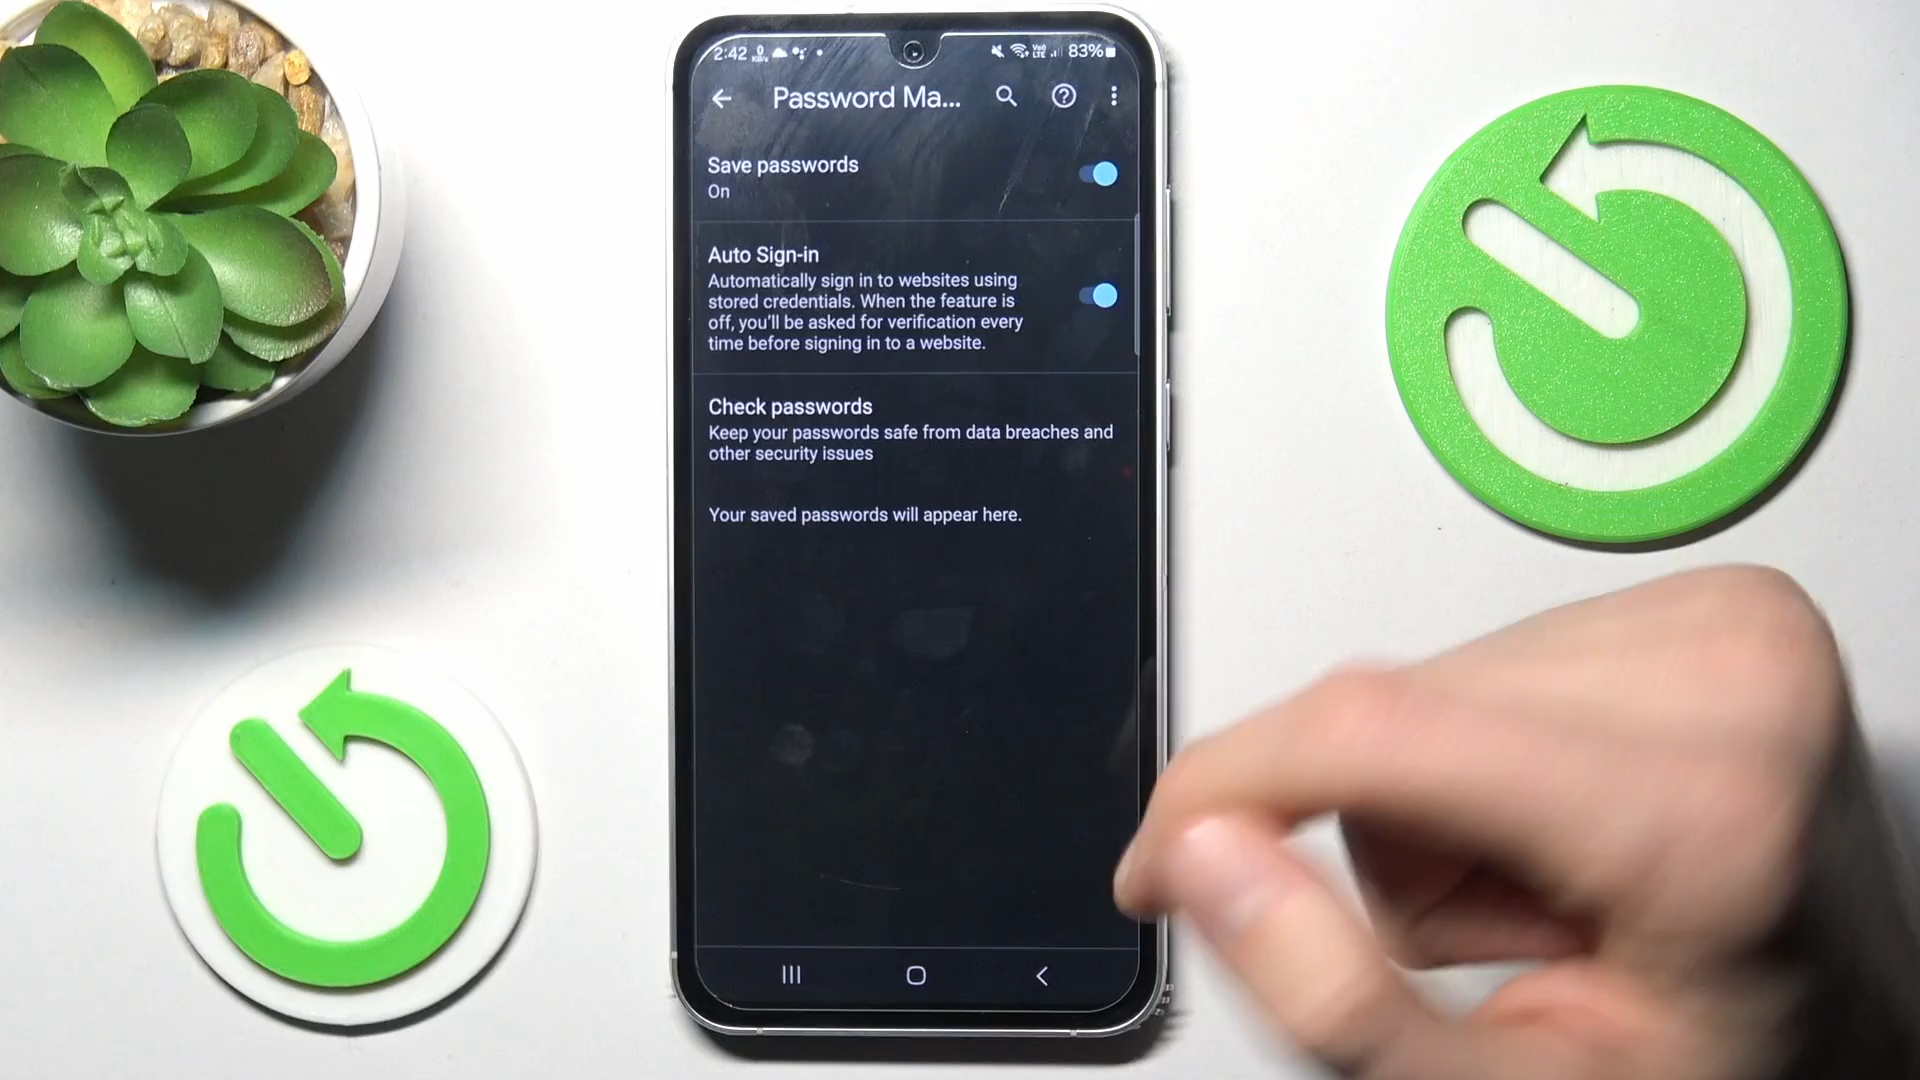 2:42 83%
Password Ma...
Save passwords
On
Auto Sign-in
Automatically sign in to websites using
stored credentials. When the feature is
off, you'll be asked for verification every
time before signing in to a website.
Check passwords
Keep your passwords safe from data breaches and
other security issues
Your saved passwords will appear here.